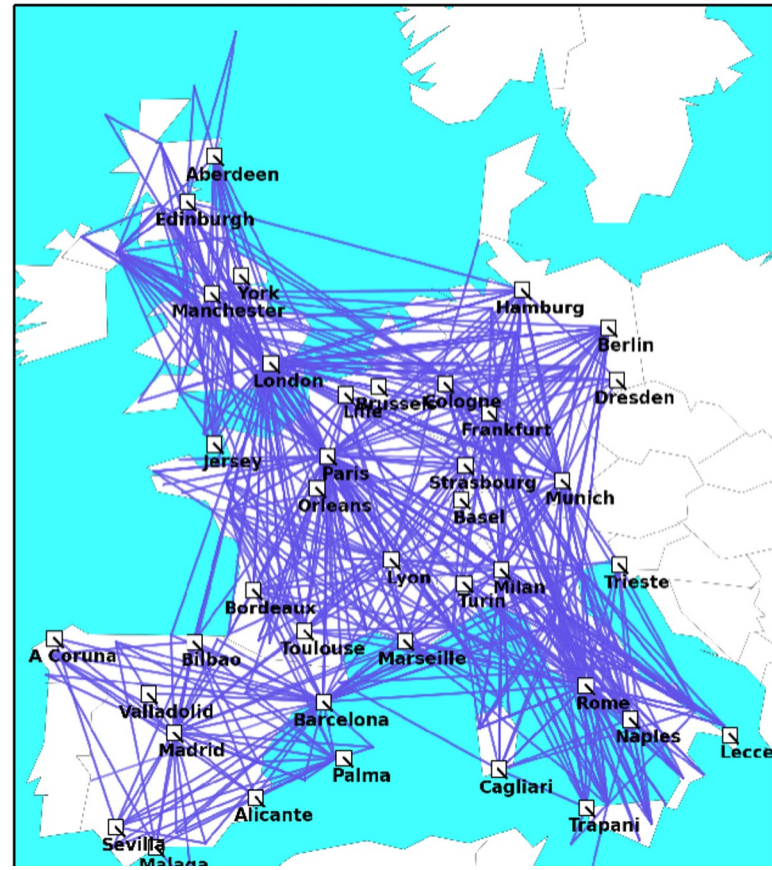 Aberdeen
Edinburgh
York
Manchester
Hamburg
Berlin
London
Dresden
Brussels
Cologne
Lille
Frankfurt
Jersey
Paris
Strasbourg
Munich
Orleans
Basel
Lyon
Milan
Trieste
Turin
Bordeaux
Toulouse
A Coruna
Bilbao
Marseille
Rome
Valladolid
Barcelona
Naples
Madrid
Lecce
Palma
Cagliari
Alicante
Trapani
Sevilla
Malaga